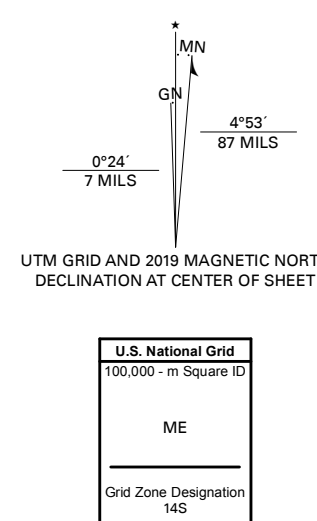 ★
MN
GN
4°53´
87 MILS
0°24´
7 MILS
UTM GRID AND 2019 MAGNETIC NORT
DECLINATION AT CENTER OF SHEET
U.S. National Grid
100,000 - m Square ID
ME
Grid Zone Designation
14S